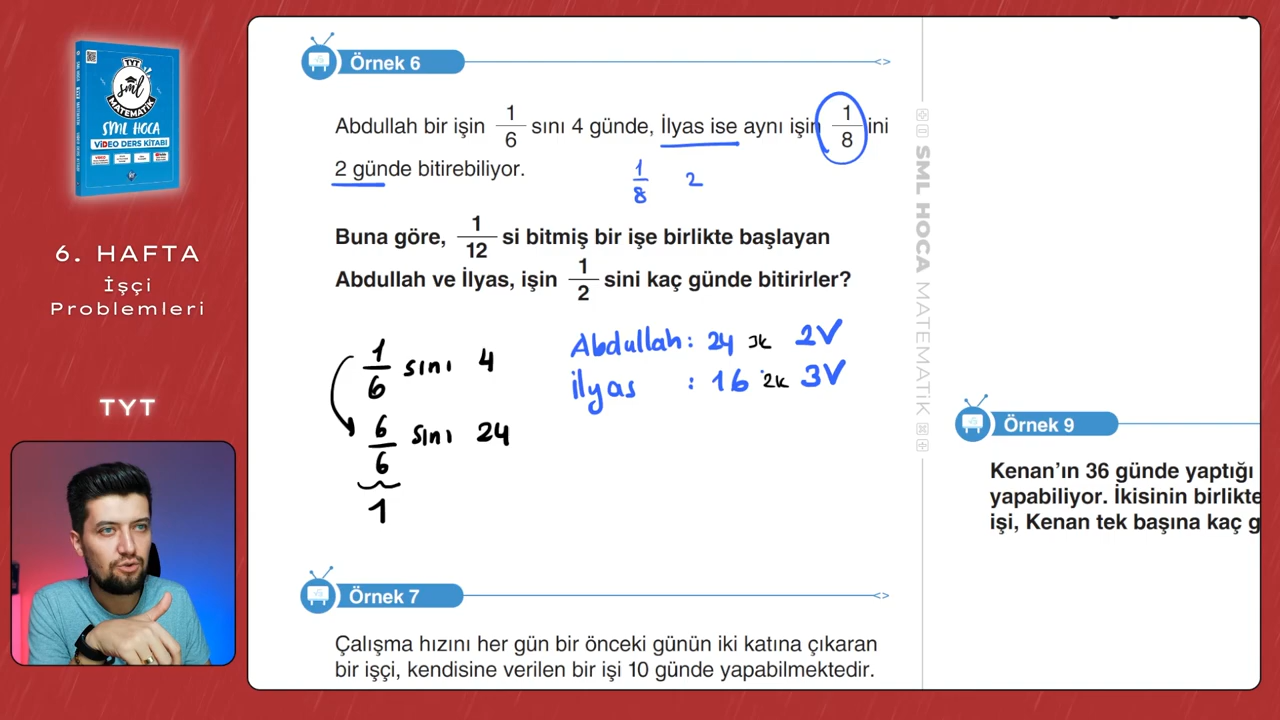 TYT
sml
MATEMATİK
SML HOCA
VİDEO DERS KİTABI
6. HAFTA
İşçi
Problemleri
TYT
Örnek 6
Abdullah bir işin 1/6 sını 4 günde, İlyas ise aynı işin 1/8 ini
2 günde bitirebiliyor.
1/8 2
Buna göre, 1/12 si bitmiş bir işe birlikte başlayan
Abdullah ve İlyas, işin 1/2 sini kaç günde bitirirler?
1/6 sını 4
6/6 sını 24
1
Abdullah: 24 3k 2V
İlyas : 16 2k 3V
Örnek 7
Çalışma hızını her gün bir önceki günün iki katına çıkaran
bir işçi, kendisine verilen bir işi 10 günde yapabilmektedir.
SML HOCA MATEMATİK
Örnek 9
Kenan'ın 36 günde yaptığı
yapabiliyor. İkisinin birlikte
işi, Kenan tek başına kaç g